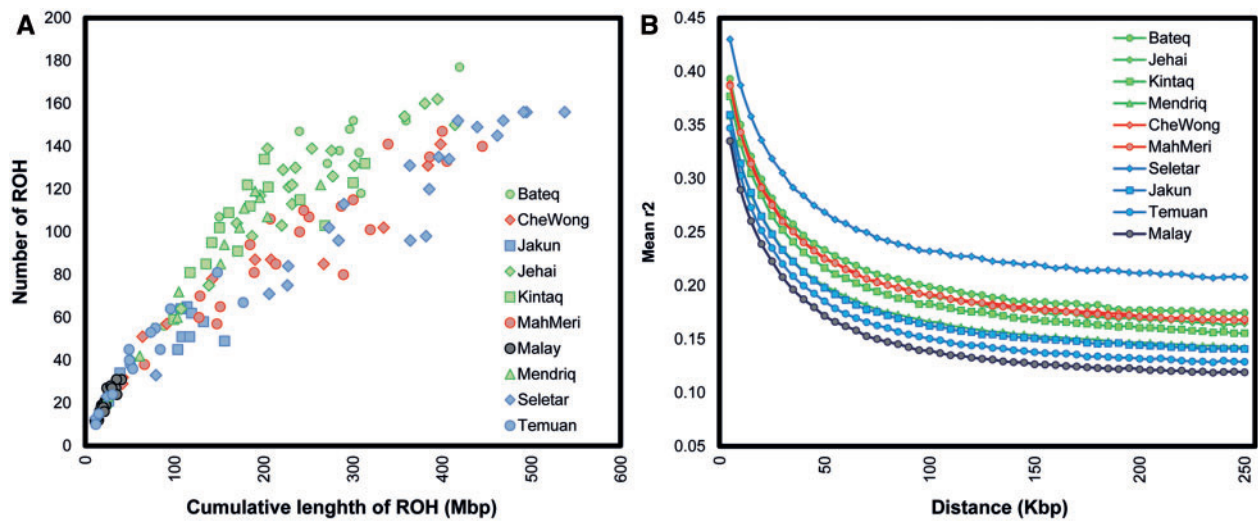 A
Number of ROH
200
180
160
140
120
100
80
60
40
20
0
0 100 200 300 400 500 600
Cumulative lenghth of ROH (Mbp)
Bateq
CheWong
Jakun
Jehai
Kintaq
MahMeri
Malay
Mendriq
Seletar
Temuan
B
Mean r2
0.45
0.40
0.35
0.30
0.25
0.20
0.15
0.10
0.05
0 50 100 150 200 250
Distance (Kbp)
Bateq
Jehai
Kintaq
Mendriq
CheWong
MahMeri
Seletar
Jakun
Temuan
Malay